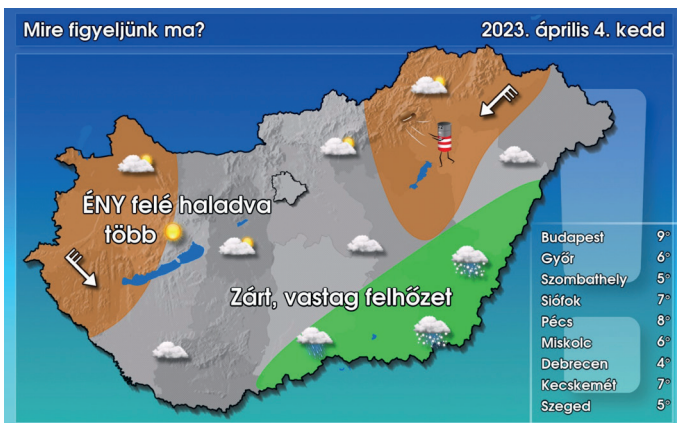 Mire figyeljünk ma?
2023. április 4. kedd
ÉNY felé haladva
több
Zárt, vastag felhőzet
Budapest 9°
Győr 6°
Szombathely 5°
Siófok 7°
Pécs 8°
Miskolc 6°
Debrecen 4°
Kecskemét 7°
Szeged 5°